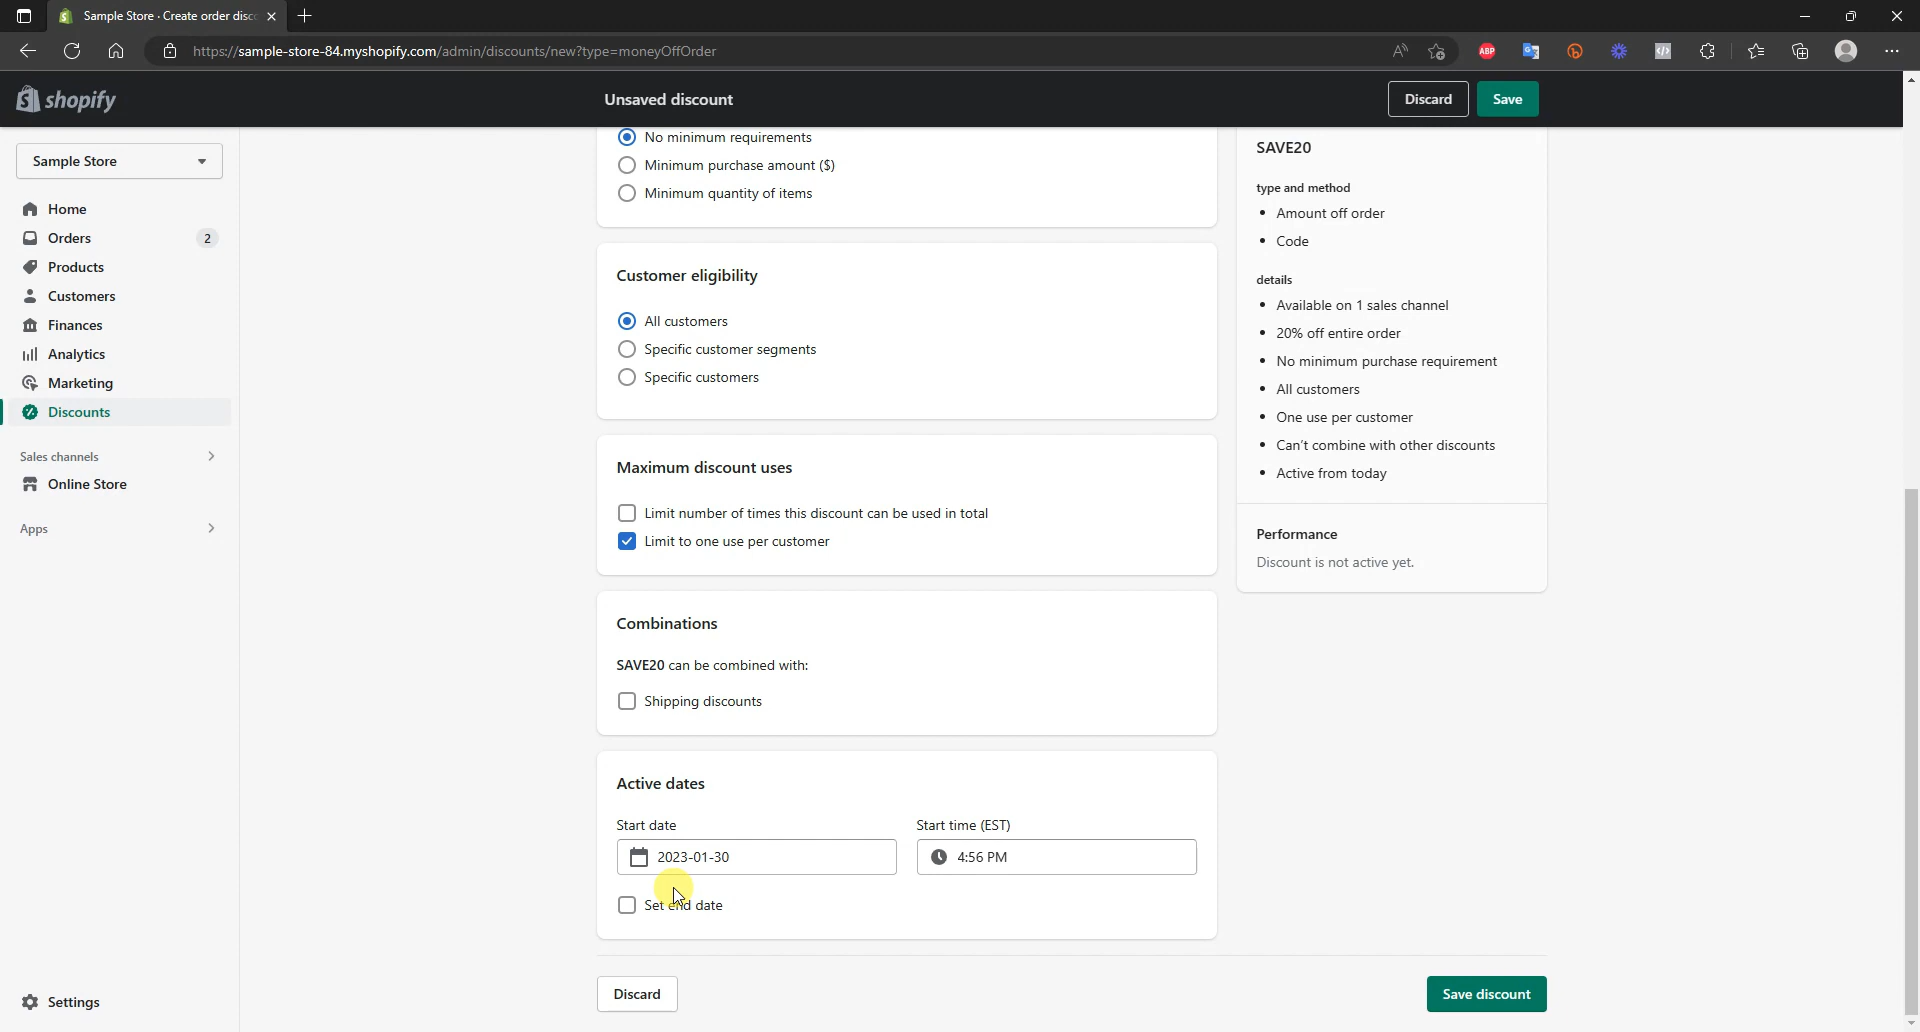 Sample Store · Create order disc
https://sample-store-84.myshopify.com/admin/discounts/new?type=moneyOffOrder
ABP
shopify
Unsaved discount
Discard
Save
Sample Store
Home
Orders
2
Products
Customers
Finances
Analytics
Marketing
Discounts
Sales channels
Online Store
Apps
Settings
No minimum requirements
Minimum purchase amount ($)
Minimum quantity of items
Customer eligibility
All customers
Specific customer segments
Specific customers
Maximum discount uses
Limit number of times this discount can be used in total
Limit to one use per customer
Combinations
SAVE20 can be combined with:
Shipping discounts
Active dates
Start date
Start time (EST)
2023-01-30
4:56 PM
Set end date
Discard
Save discount
SAVE20
type and method
• Amount off order
• Code
details
• Available on 1 sales channel
• 20% off entire order
• No minimum purchase requirement
• All customers
• One use per customer
• Can't combine with other discounts
• Active from today
Performance
Discount is not active yet.